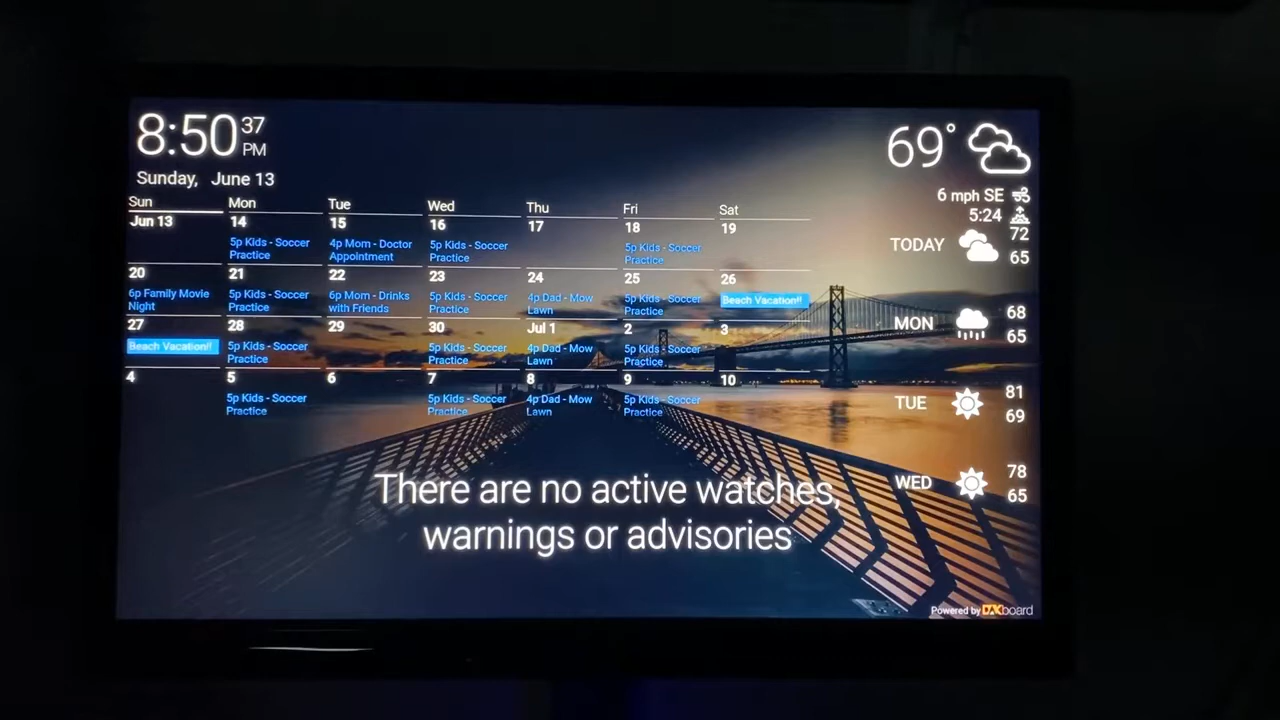 8:50 37
PM
Sunday, June 13
69°
6 mph SE
5:24
Sun Mon Tue Wed Thu Fri Sat
Jun 13 14 15 16 17 18 19
5p Kids - Soccer
Practice
4p Mom - Doctor
Appointment
5p Kids - Soccer
Practice
5p Kids - Soccer
Practice
20 21 22 23 24 25 26
6p Family Movie
Night
5p Kids - Soccer
Practice
6p Mom - Drinks
with Friends
5p Kids - Soccer
Practice
4p Dad - Mow
Lawn
5p Kids - Soccer
Practice
Beach Vacation!!
27 28 29 30 Jul 1 2 3
Beach Vacation!!
5p Kids - Soccer
Practice
5p Kids - Soccer
Practice
4p Dad - Mow
Lawn
5p Kids - Soccer
Practice
4 5 6 7 8 9 10
5p Kids - Soccer
Practice
5p Kids - Soccer
Practice
4p Dad - Mow
Lawn
5p Kids - Soccer
Practice
TODAY 72
65
MON 68
65
TUE 81
69
WED 78
65
There are no active watches,
warnings or advisories
Powered by DAKboard